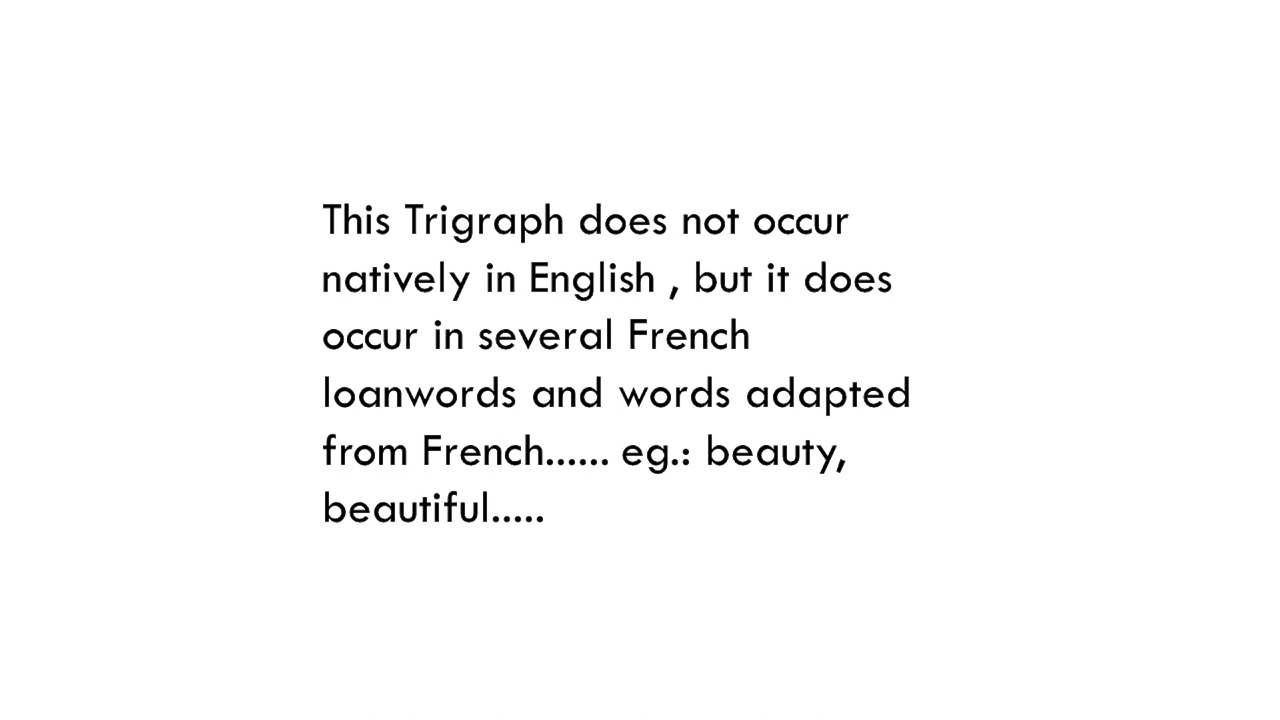 This Trigraph does not occur
natively in English , but it does
occur in several French
loanwords and words adapted
from French...... eg.: beauty,
beautiful.....